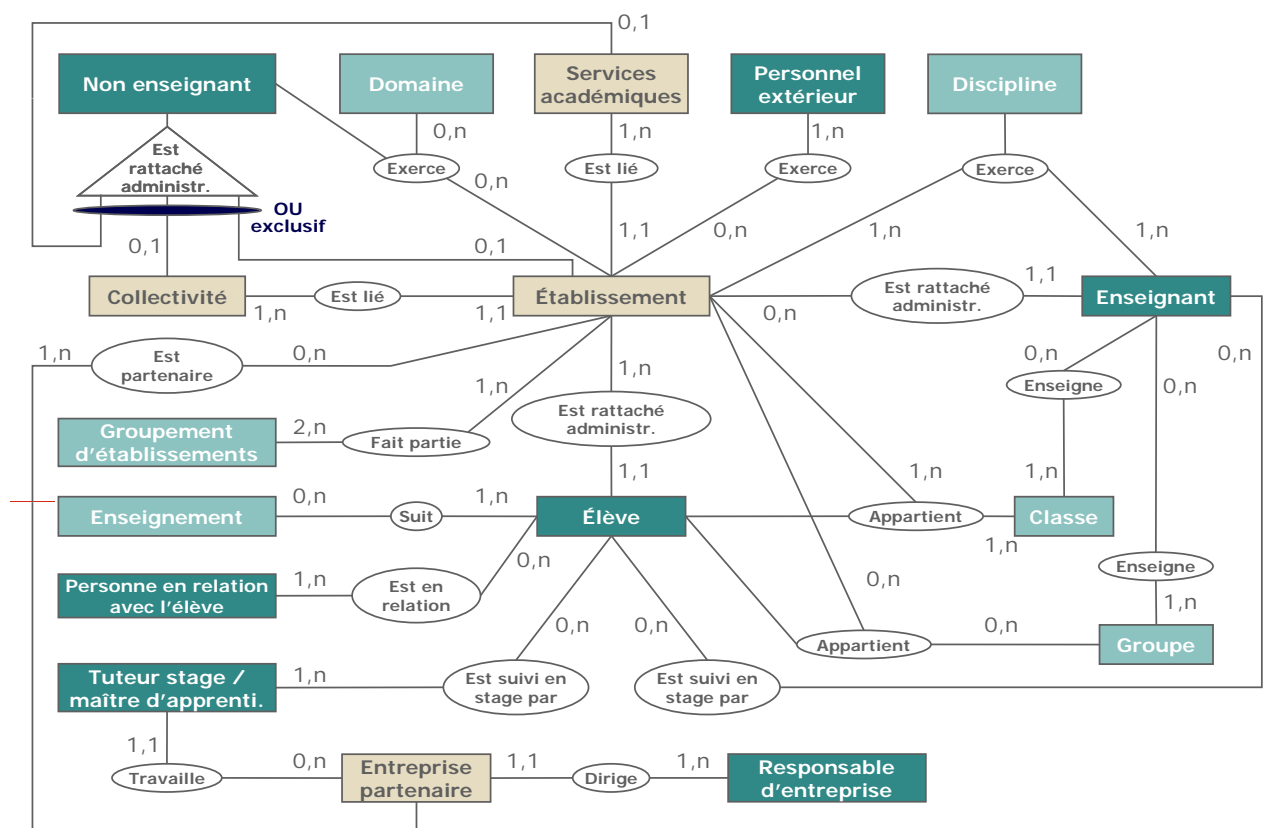 0,1
Non enseignant
Domaine
Services
académiques
Personnel
extérieur
Discipline
0,n
1,n
1,n
Est
rattaché
administr.
Exerce
Est lié
Exerce
Exerce
0,n
OU
exclusif
0,1
0,1
1,1
0,n
1,n
1,n
Collectivité
Est lié
Établissement
Est rattaché
administr.
1,1
Enseignant
1,n
1,1
0,n
1,n
Est
partenaire
0,n
0,n
0,n
1,n
1,n
Enseigne
0,n
Groupement
d'établissements
2,n
Fait partie
Est rattaché
administr.
1,1
1,n
1,n
Enseignement
0,n
Suit
1,n
Élève
Appartient
Classe
1,n
0,n
Personne en relation
avec l'élève
1,n
Est en
relation
0,n
Enseigne
1,n
0,n
0,n
0,n
Appartient
Groupe
Tuteur stage /
maître d'apprenti.
1,n
Est suivi en
stage par
Est suivi en
stage par
1,1
Travaille
0,n
Entreprise
partenaire
1,1
Dirige
1,n
Responsable
d'entreprise